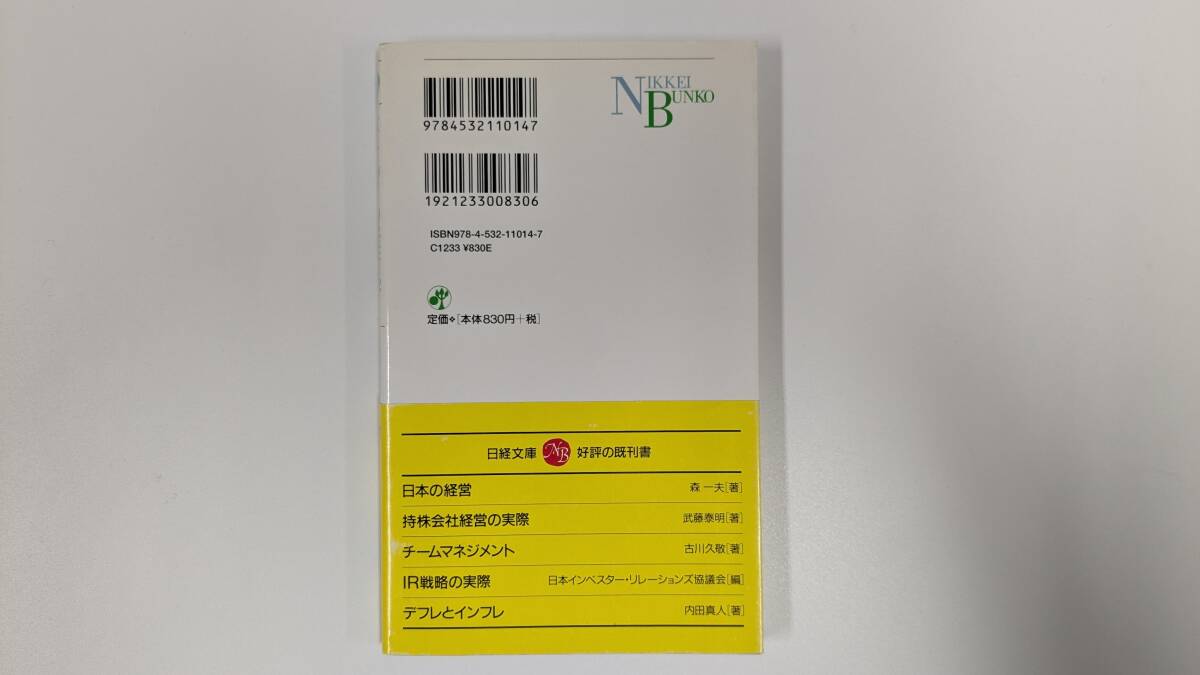 NIKKEI
BUNKO
9784532110147
1921233008306
ISBN978-4-532-11014-7
C1233 ¥830E
定価❖[本体830円+税]
日経文庫 NB 好評の既刊書
日本の経営 森 一夫[著]
持株会社経営の実際 武藤泰明[著]
チームマネジメント 古川久敬[著]
IR戦略の実際 日本インベスター・リレーションズ協議会[編]
デフレとインフレ 内田真人[著]